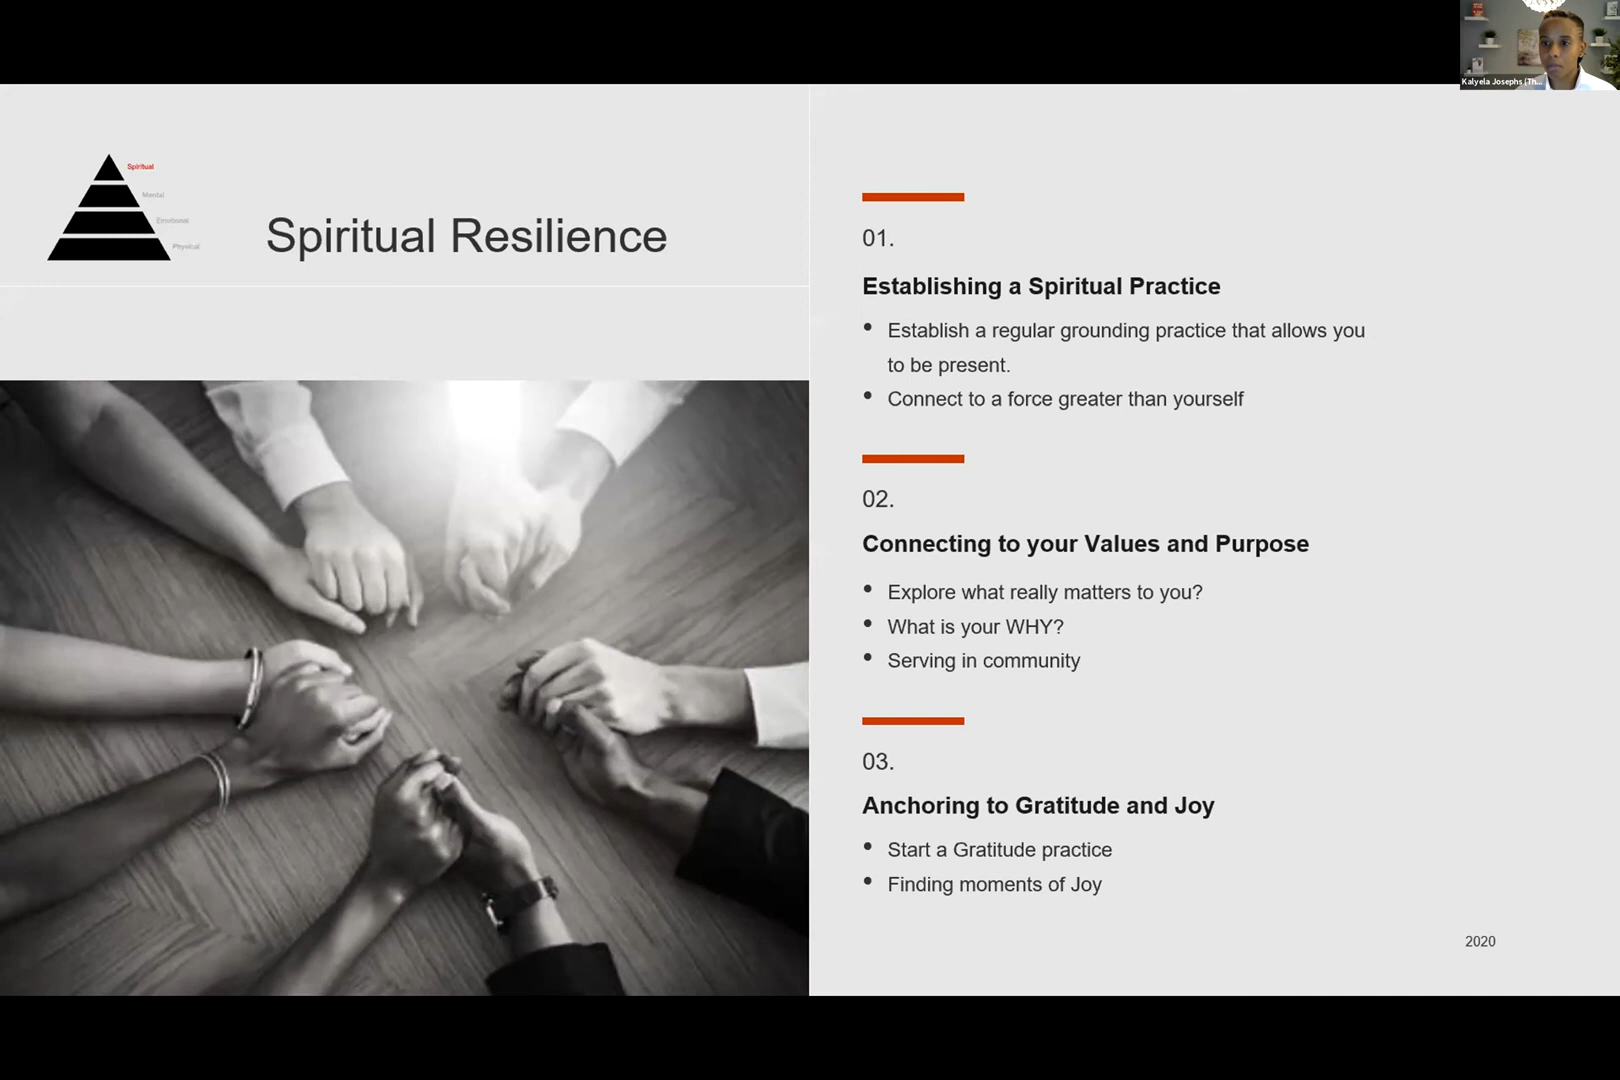 Kalyela Josephs (Th...
Spiritual
Mental
Emotional
Physical
Spiritual Resilience
01.
Establishing a Spiritual Practice
• Establish a regular grounding practice that allows you
to be present.
• Connect to a force greater than yourself
02.
Connecting to your Values and Purpose
• Explore what really matters to you?
• What is your WHY?
• Serving in community
03.
Anchoring to Gratitude and Joy
• Start a Gratitude practice
• Finding moments of Joy
2020